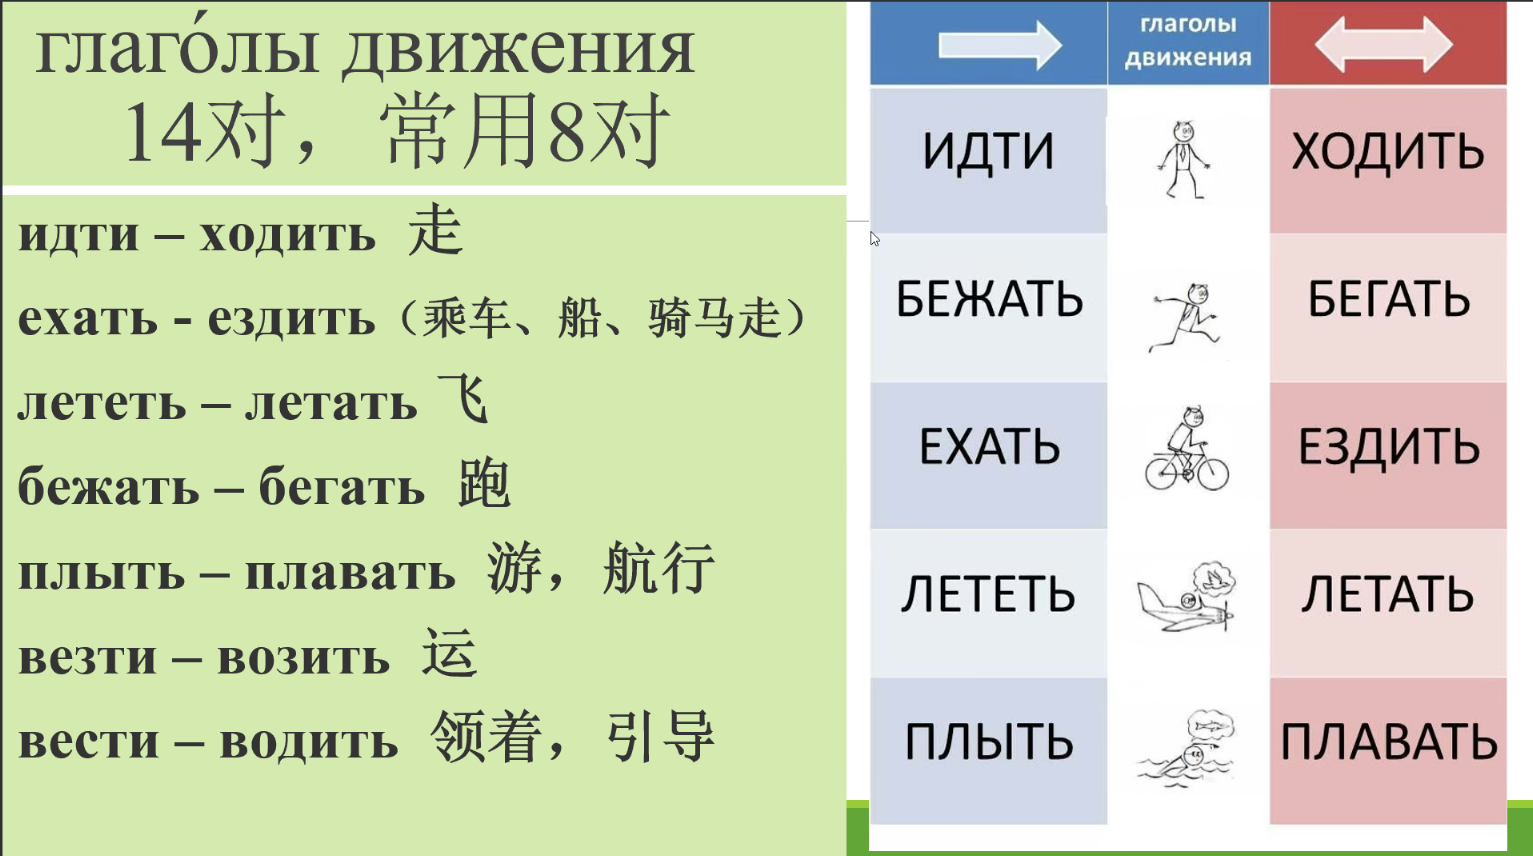 глаго́лы движения
14对，常用8对
идти – ходить 走
ехать - ездить（乘车、船、骑马走）
лететь – летать 飞
бежать – бегать 跑
плыть – плавать 游，航行
везти – возить 运
вести – водить 领着，引导
глаголы
движения
ИДТИ ХОДИТЬ
БЕЖАТЬ БЕГАТЬ
ЕХАТЬ ЕЗДИТЬ
ЛЕТЕТЬ ЛЕТАТЬ
ПЛЫТЬ ПЛАВАТЬ